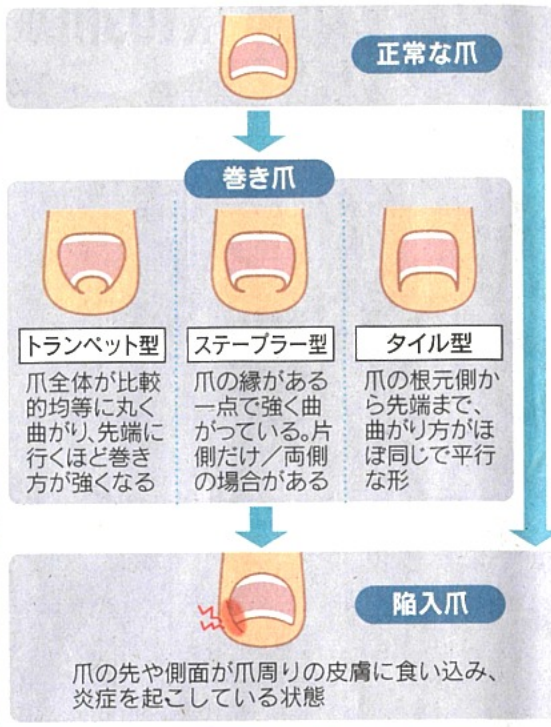 正常な爪
巻き爪
トランペット型
爪全体が比較
的均等に丸く
曲がり、先端に
行くほど巻き
方が強くなる
ステープラー型
爪の縁がある
一点で強く曲
がっている。片
側だけ／両側
の場合がある
タイル型
爪の根元側か
ら先端まで、
曲がり方がほ
ぼ同じで平行
な形
陥入爪
爪の先や側面が爪周りの皮膚に食い込み、
炎症を起こしている状態